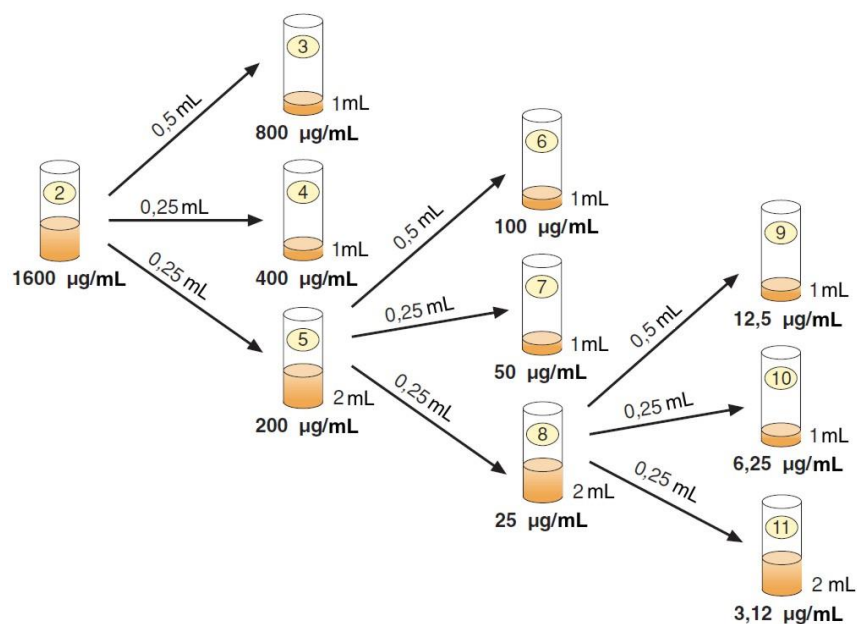 3
0,5 mL
1mL
800 µg/mL
2
0,25 mL
4
1mL
400 µg/mL
1600 µg/mL
0,25 mL
5
2 mL
200 µg/mL
0,5 mL
6
1mL
100 µg/mL
0,25 mL
7
1mL
50 µg/mL
0,25 mL
8
2 mL
25 µg/mL
0,5 mL
9
1mL
12,5 µg/mL
0,25 mL
10
1mL
6,25 µg/mL
0,25 mL
11
2 mL
3,12 µg/mL